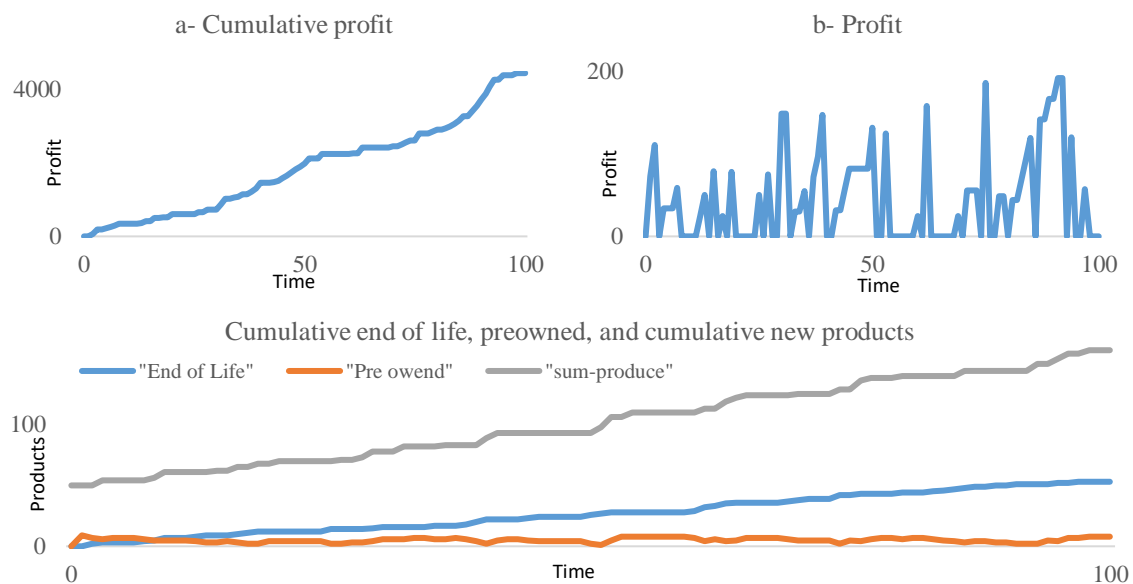 a- Cumulative profit
4000
Profit
0
0 50 100
Time
b- Profit
200
Profit
0
0 50 100
Time
Cumulative end of life, preowned, and cumulative new products
"End of Life" "Pre owend" "sum-produce"
100
Products
0
0 100
Time